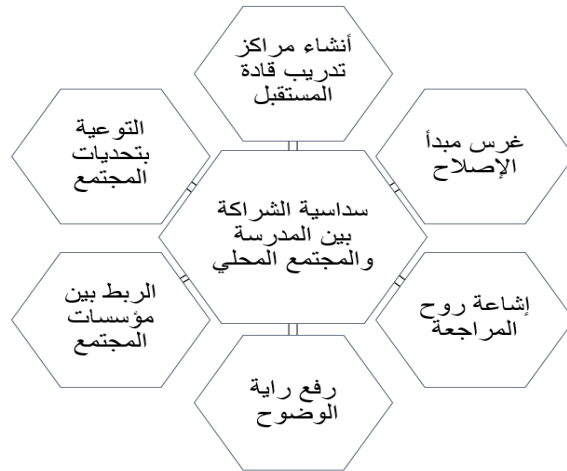 أنشاء مراكز
تدريب قادة
المستقبل
غرس مبدأ
الإصلاح
إشاعة روح
المراجعة
رفع راية
الوضوح
الربط بين
مؤسسات
المجتمع
التوعية
بتحديات
المجتمع
سداسية الشراكة
بين المدرسة
والمجتمع المحلي